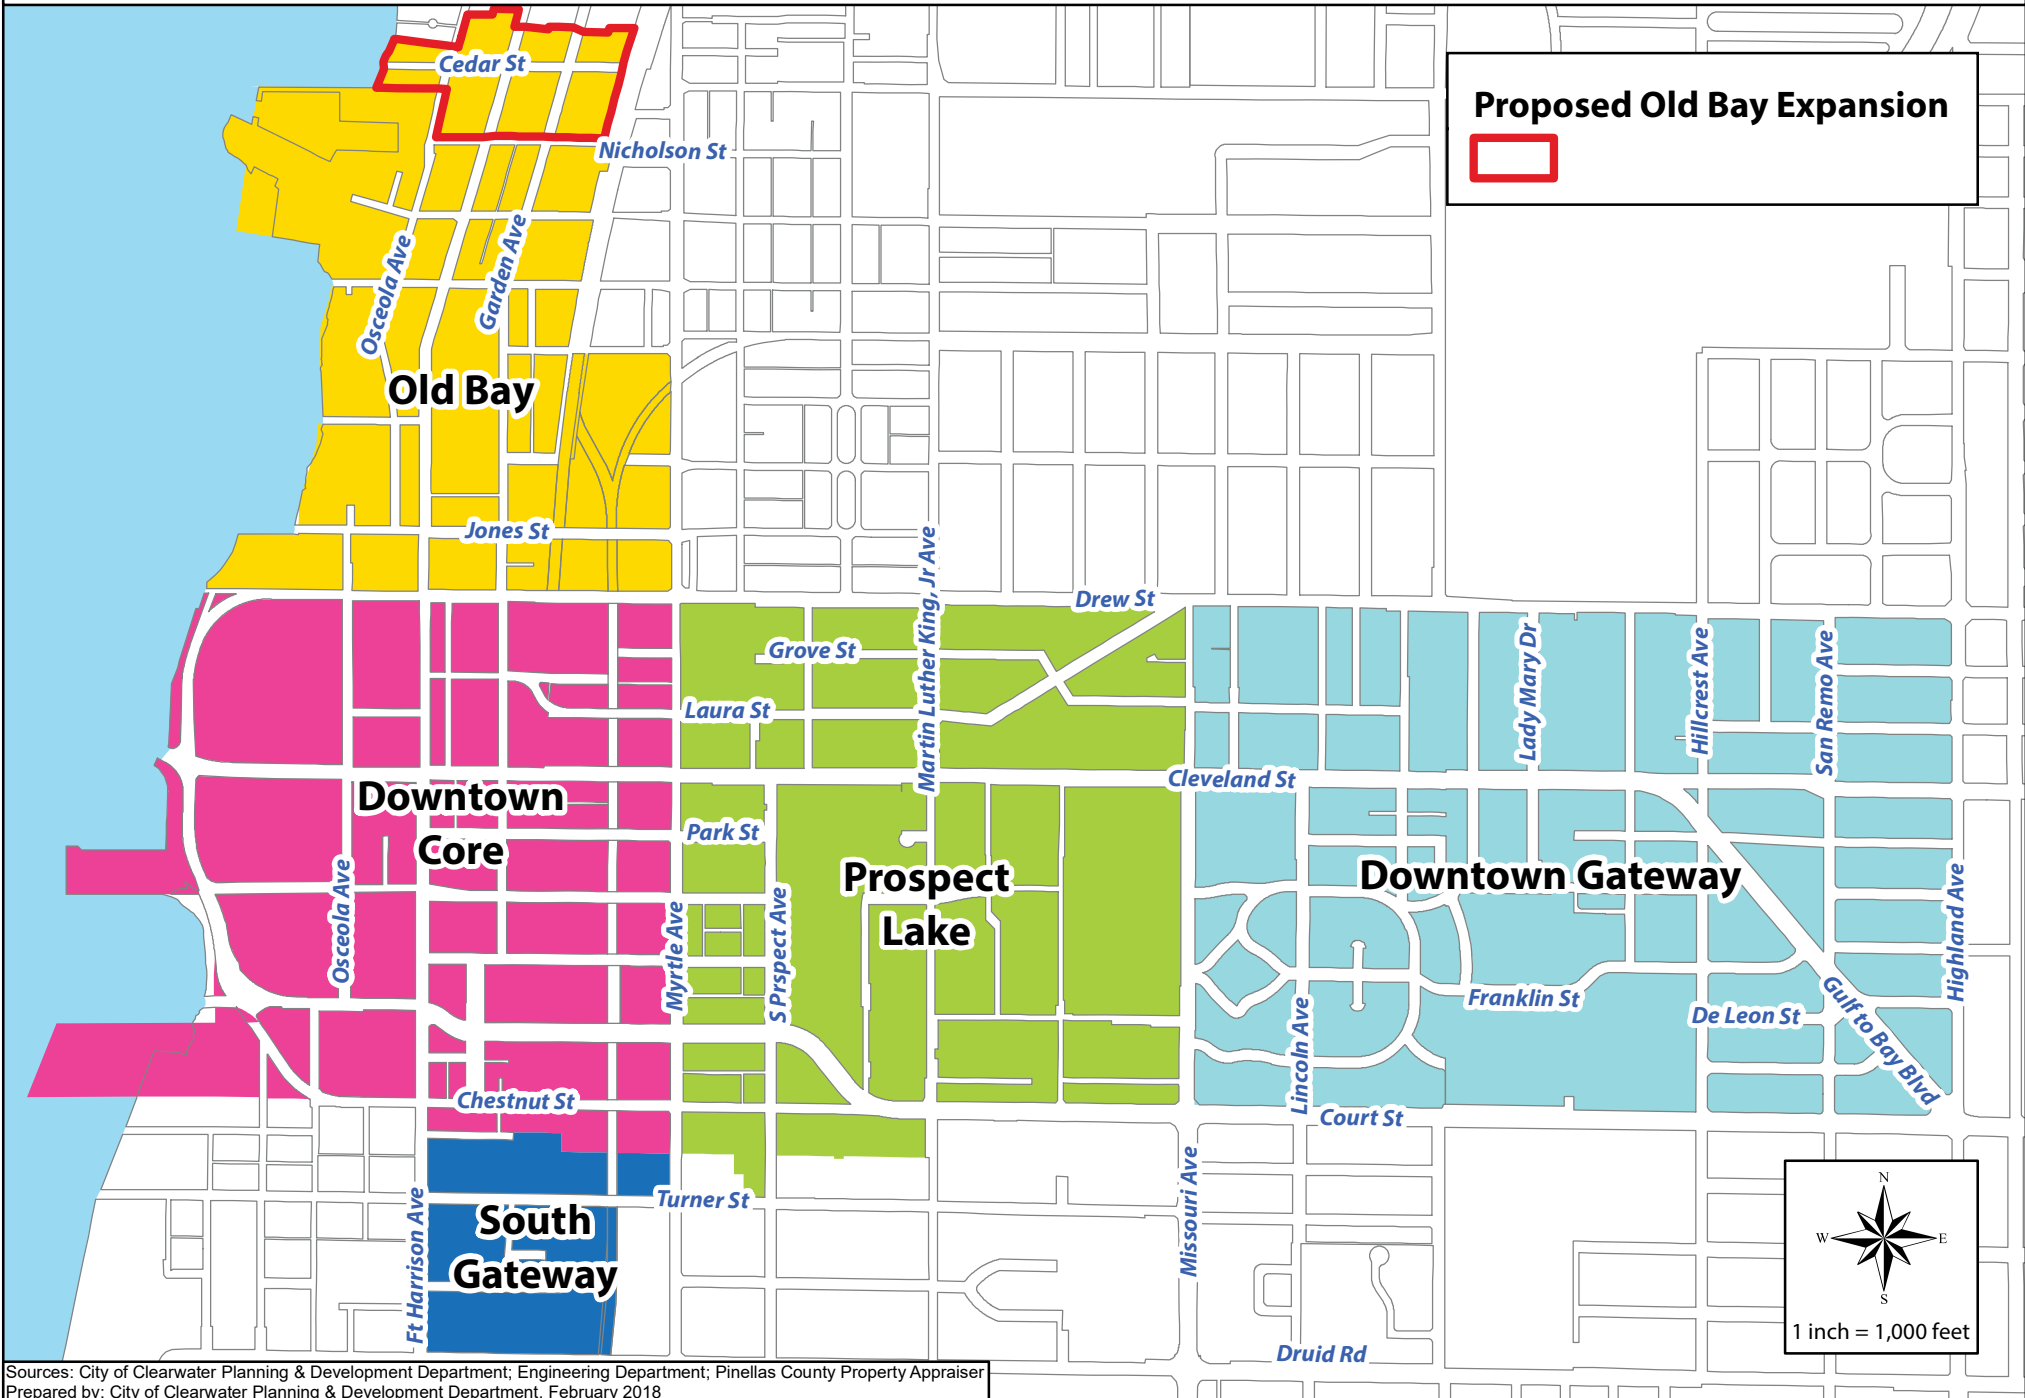 Cedar St
Proposed Old Bay Expansion
Nicholson St
Osceola Ave
Garden Ave
Old Bay
Jones St
Martin Luther King, Jr Ave
Drew St
Grove St
Laura St
Lady Mary Dr
Hillcrest Ave
San Remo Ave
Cleveland St
Downtown
Core
Park St
Prospect
Lake
Downtown Gateway
Osceola Ave
Myrtle Ave
S Prspect Ave
Highland Ave
Franklin St
De Leon St
Gulf to Bay Blvd
Lincoln Ave
Chestnut St
Court St
Missouri Ave
Turner St
Ft Harrison Ave
South
Gateway
N
W
E
S
1 inch = 1,000 feet
Druid Rd
Sources: City of Clearwater Planning & Development Department; Engineering Department; Pinellas County Property Appraiser
Prepared by: City of Clearwater Planning & Development Department, February 2018